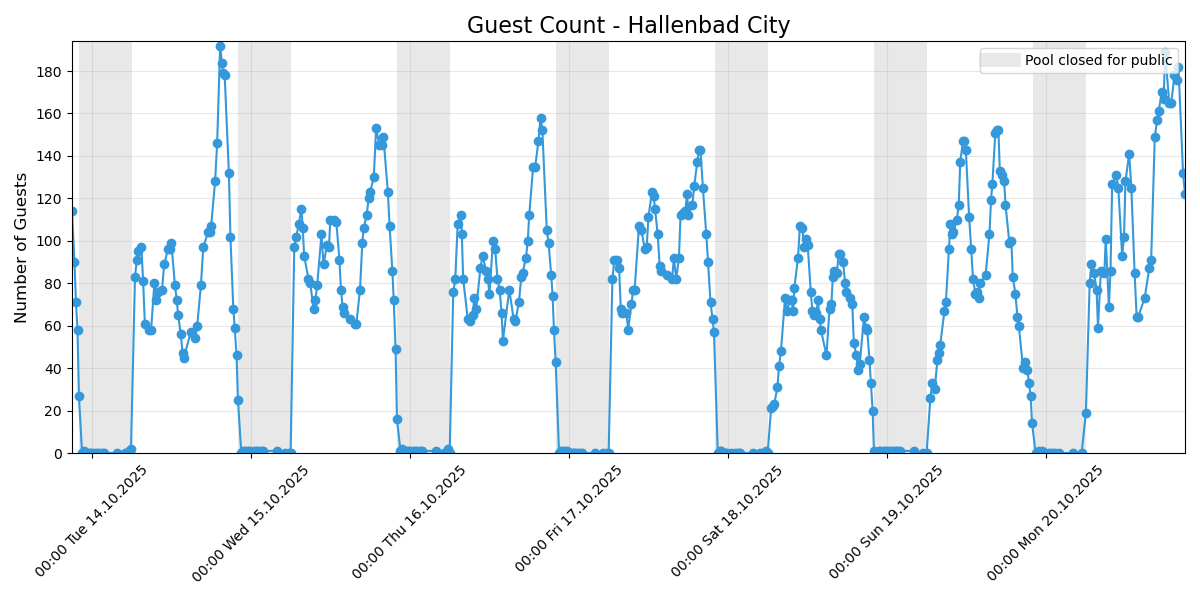 Guest Count - Hallenbad City
Pool closed for public
Number of Guests
180
160
140
120
100
80
60
40
20
0
00:00 Tue 14.10.2025
00:00 Wed 15.10.2025
00:00 Thu 16.10.2025
00:00 Fri 17.10.2025
00:00 Sat 18.10.2025
00:00 Sun 19.10.2025
00:00 Mon 20.10.2025